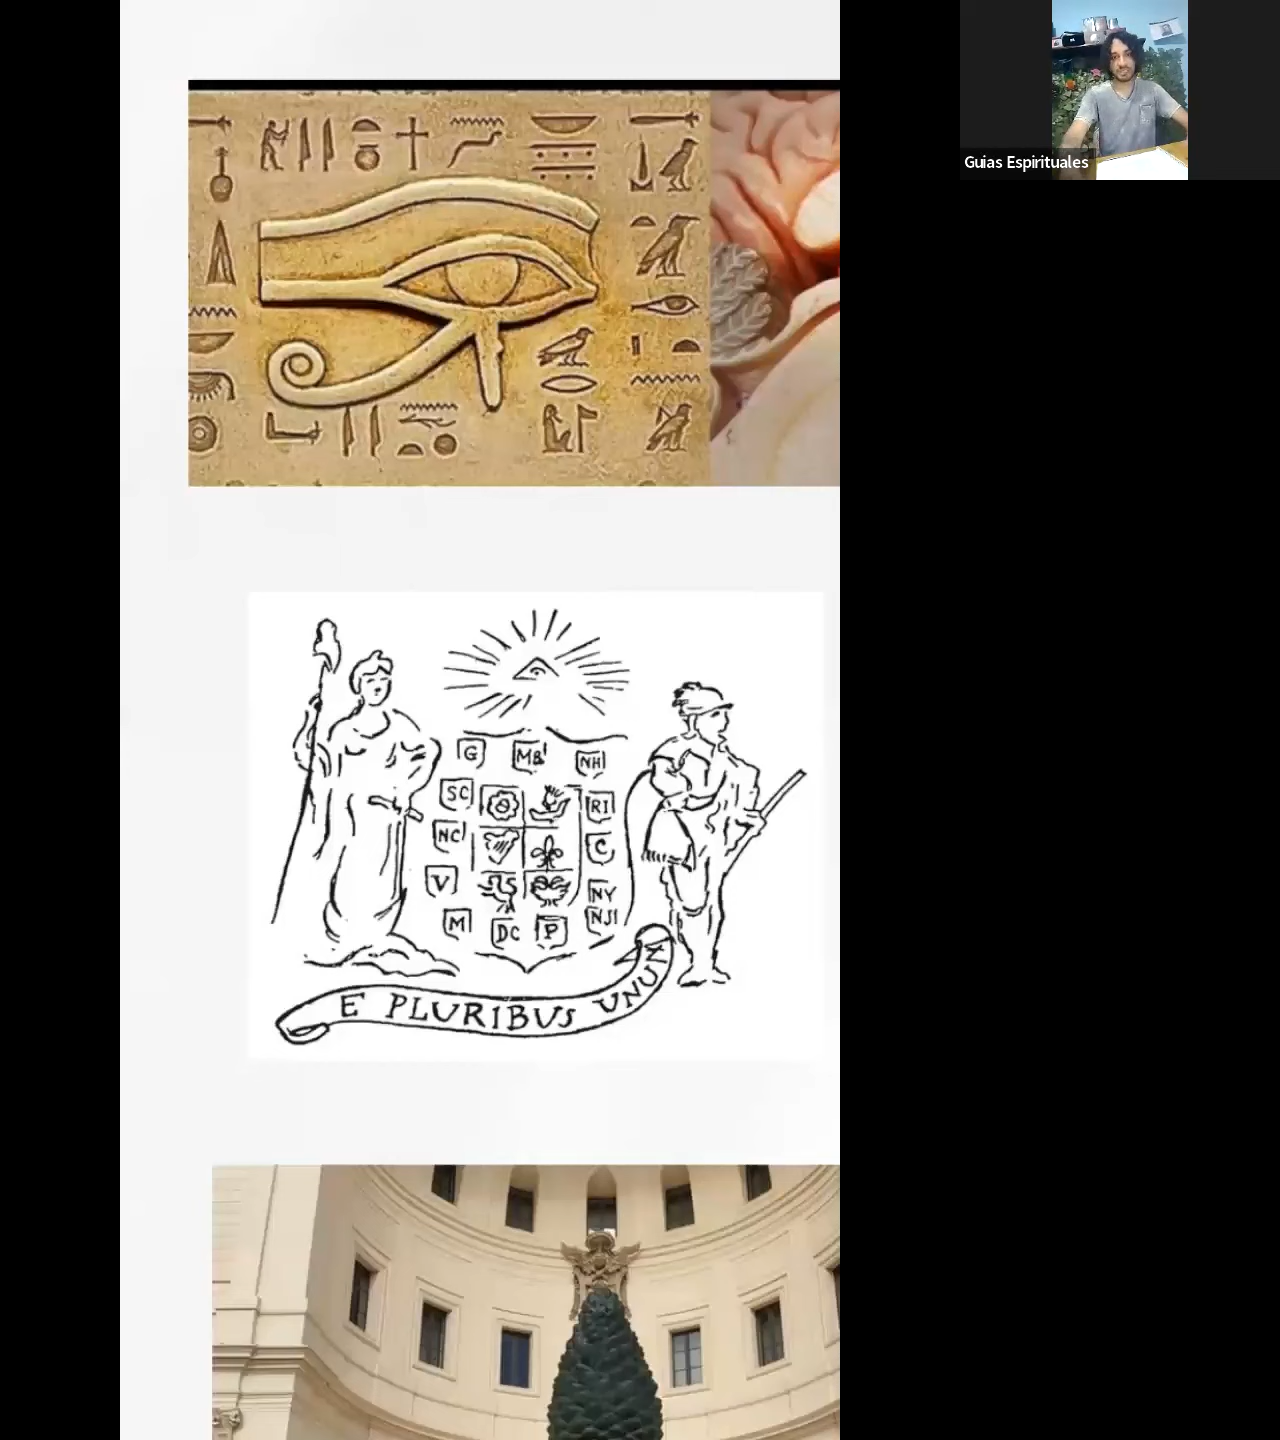 Guias Espirituales
G
MB
NH
SC
RI
NC
C
V
NY
NJ
M
DC
P
E PLURIBUS UNUM